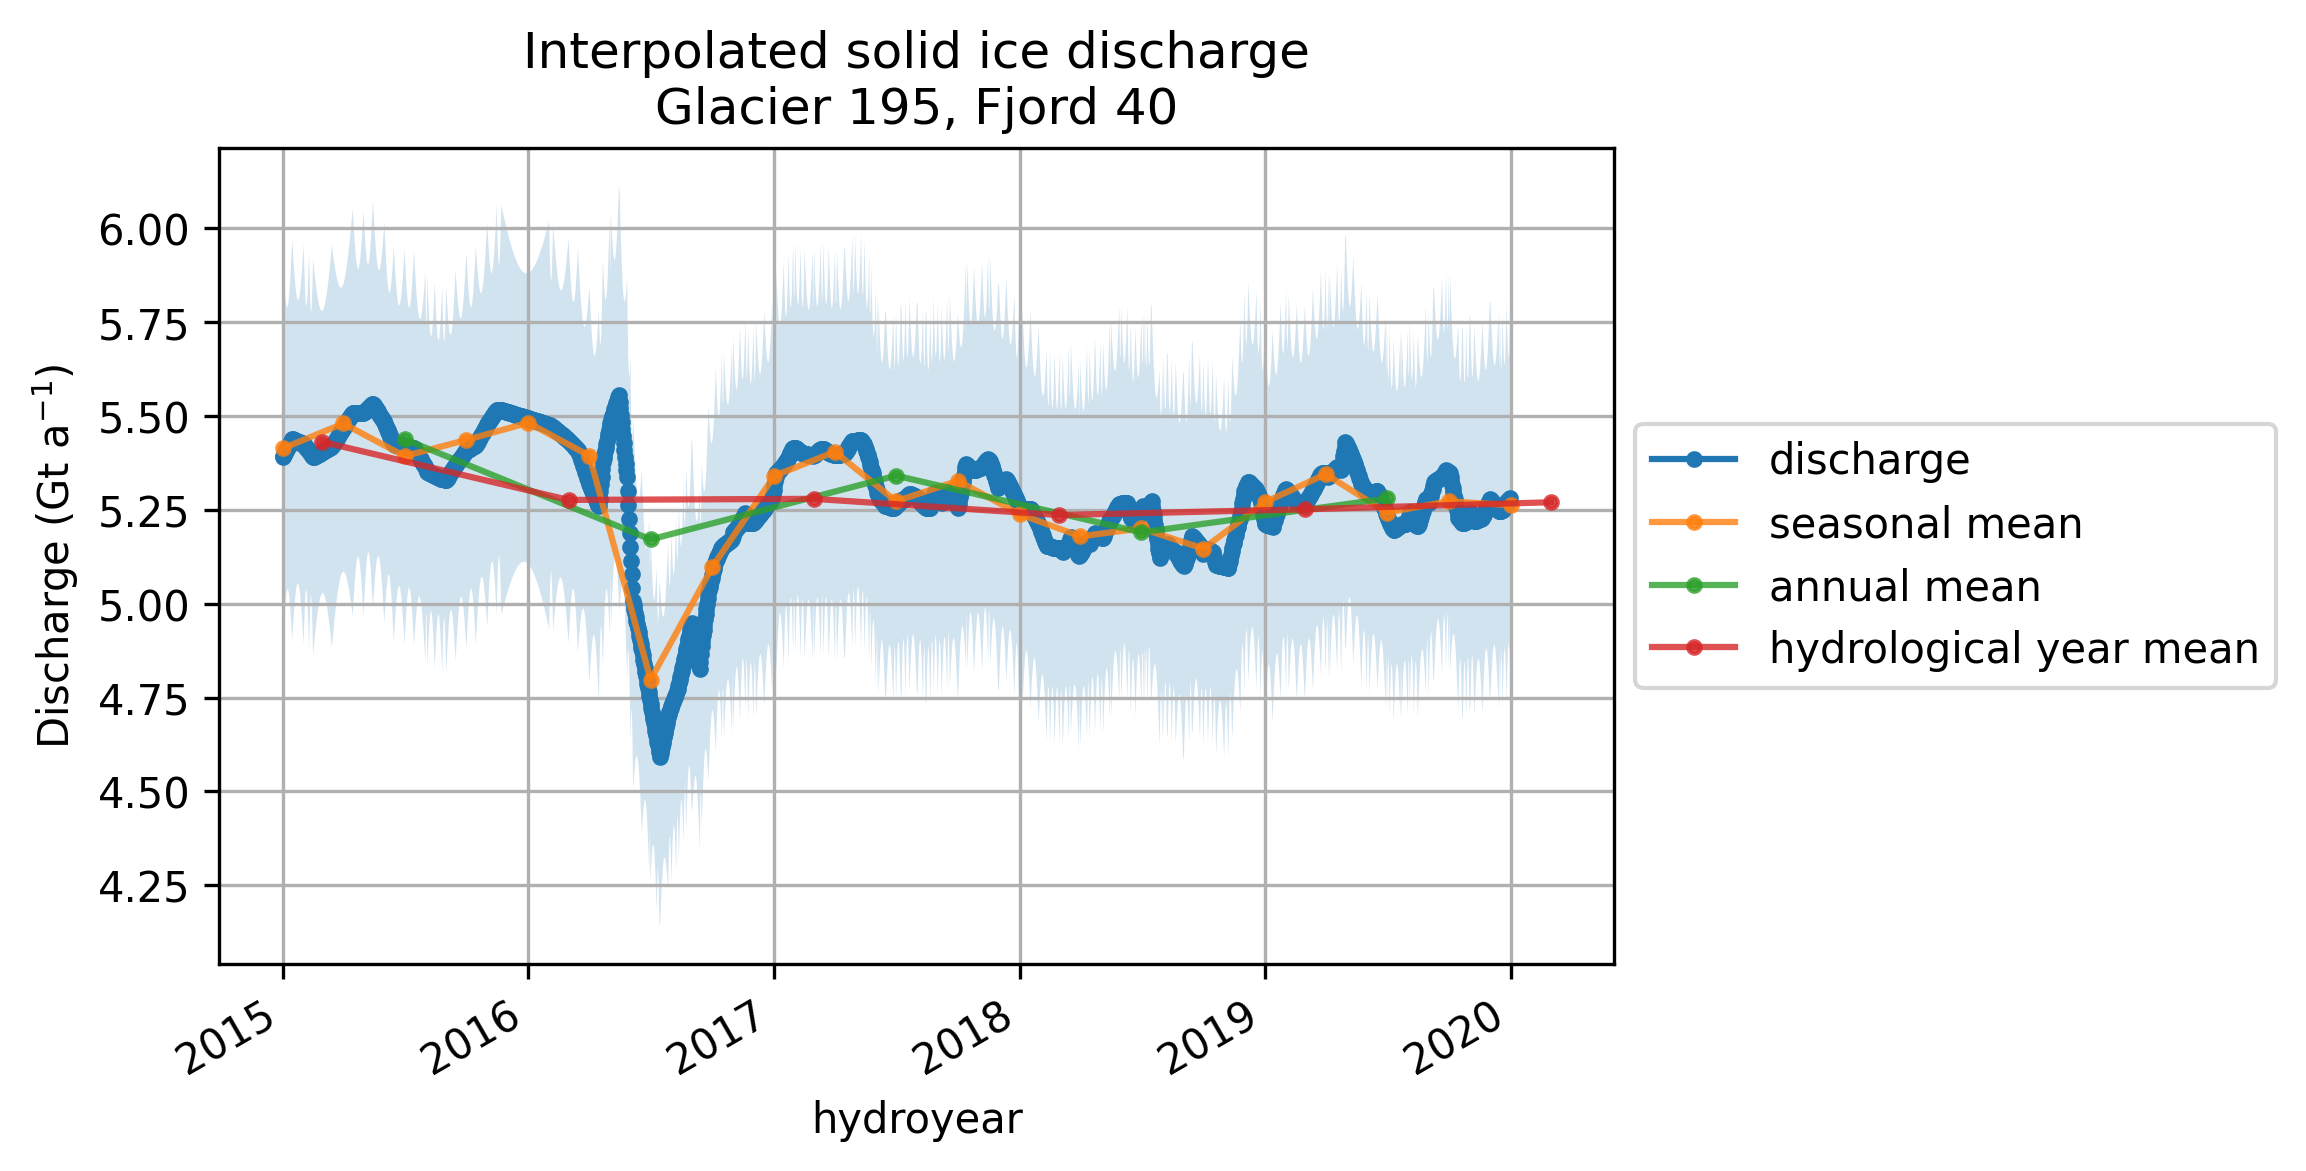 Interpolated solid ice discharge
Glacier 195, Fjord 40
6.00
5.75
5.50
5.25
5.00
4.75
4.50
4.25
Discharge (Gt a⁻¹)
2015
2016
2017
2018
2019
2020
hydroyear
discharge
seasonal mean
annual mean
hydrological year mean